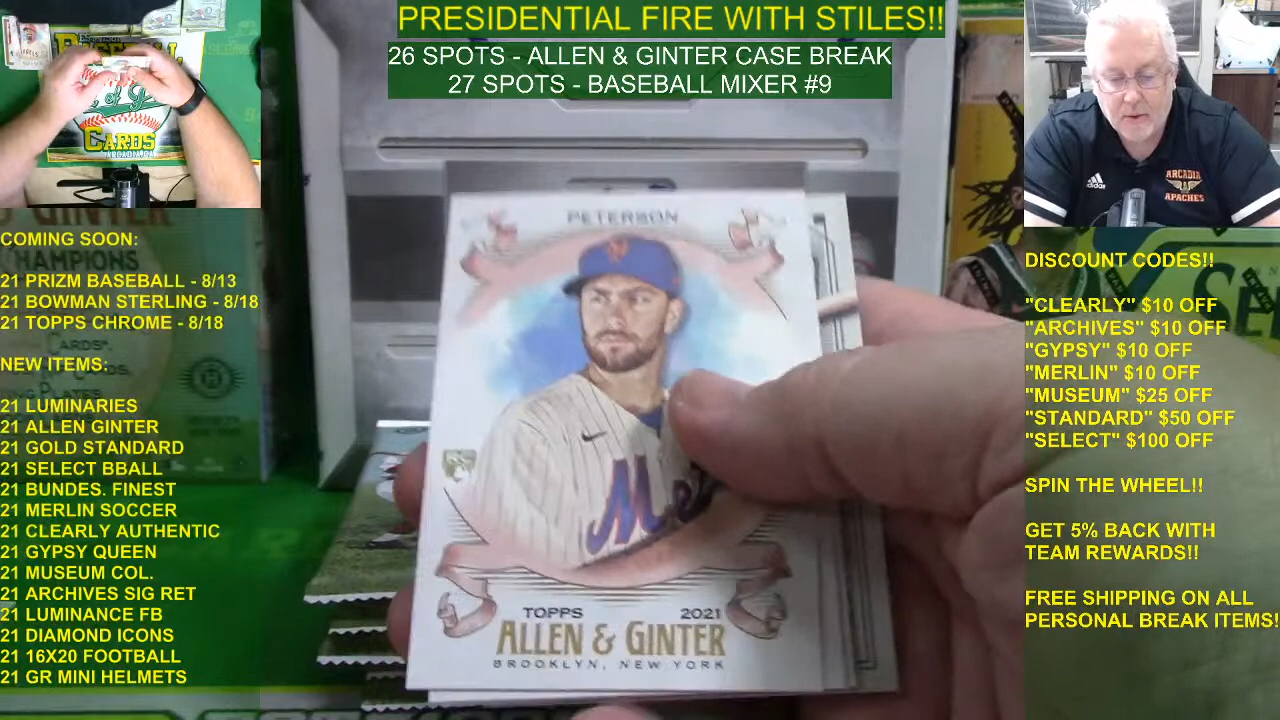 PRESIDENTIAL FIRE WITH STILES!!
26 SPOTS - ALLEN & GINTER CASE BREAK
27 SPOTS - BASEBALL MIXER #9
CARDS
ARCADIA
APACHES
adidas
GINTER
COMING SOON:
HAMPIONS
21 PRIZM BASEBALL - 8/13
21 BOWMAN STERLING - 8/18
21 TOPPS CHROME - 8/18
NEW ITEMS:
21 LUMINARIES
21 ALLEN GINTER
21 GOLD STANDARD
21 SELECT BBALL
21 BUNDES. FINEST
21 MERLIN SOCCER
21 CLEARLY AUTHENTIC
21 GYPSY QUEEN
21 MUSEUM COL.
21 ARCHIVES SIG RET
21 LUMINANCE FB
21 DIAMOND ICONS
21 16X20 FOOTBALL
21 GR MINI HELMETS
PETERSON
Mets
TOPPS 2021
ALLEN & GINTER
BROOKLYN, NEW YORK
DISCOUNT CODES!!
"CLEARLY" $10 OFF
"ARCHIVES" $10 OFF
"GYPSY" $10 OFF
"MERLIN" $10 OFF
"MUSEUM" $25 OFF
"STANDARD" $50 OFF
"SELECT" $100 OFF
SPIN THE WHEEL!!
GET 5% BACK WITH
TEAM REWARDS!!
FREE SHIPPING ON ALL
PERSONAL BREAK ITEMS!